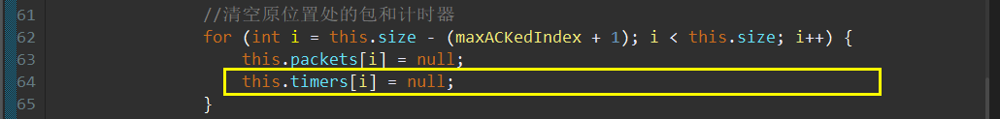 61 //清空原位置处的包和计时器
62 for (int i = this.size - (maxACKedIndex + 1); i < this.size; i++) {
63 this.packets[i] = null;
64 this.timers[i] = null;
65 }